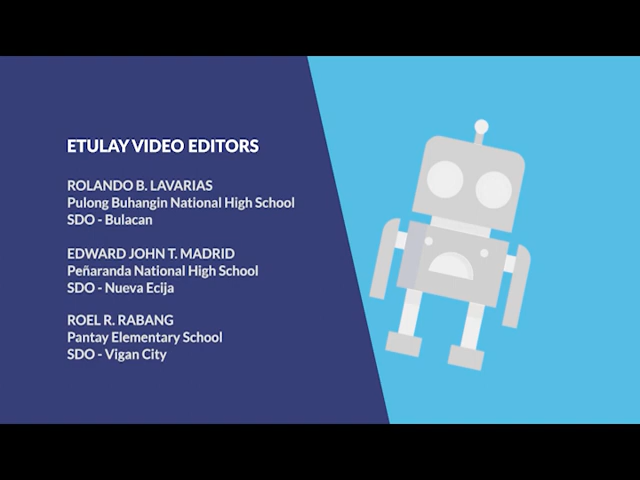 ETULAY VIDEO EDITORS
ROLANDO B. LAVARIAS
Pulong Buhangin National High School
SDO - Bulacan
EDWARD JOHN T. MADRID
Peñaranda National High School
SDO - Nueva Ecija
ROEL R. RABANG
Pantay Elementary School
SDO - Vigan City